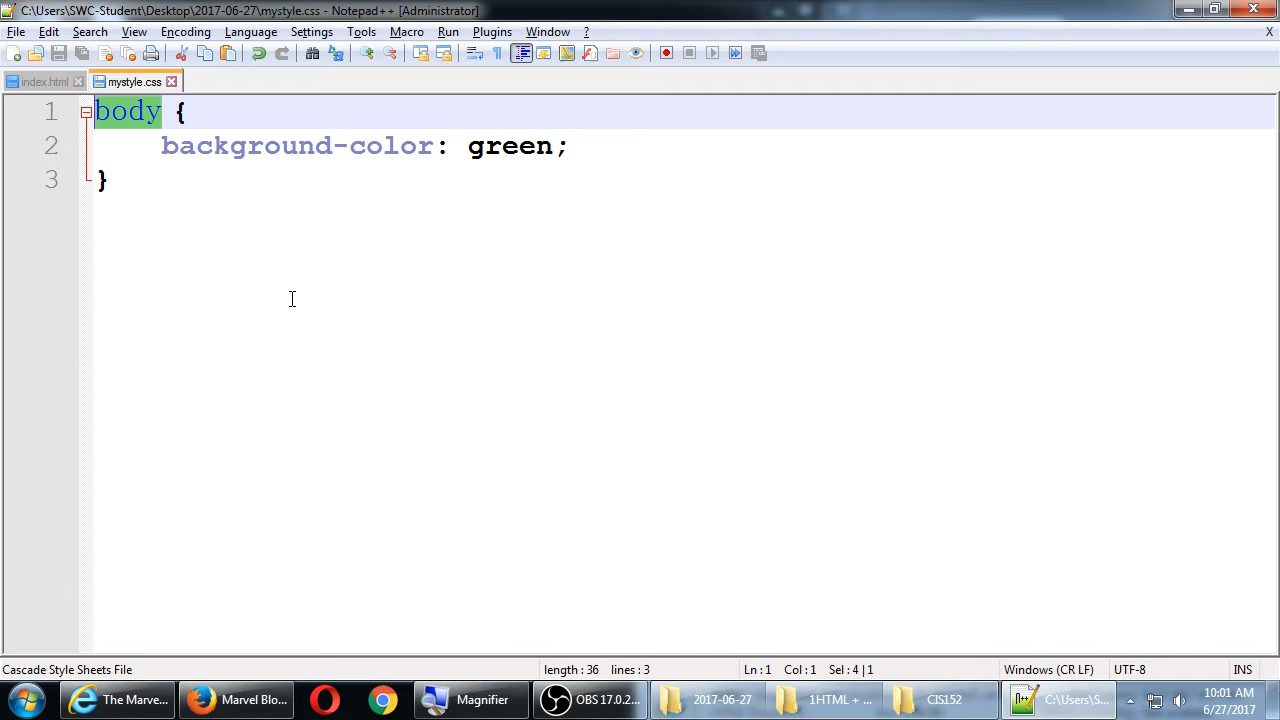 C:\Users\SWC-Student\Desktop\2017-06-27\mystyle.css - Notepad++ [Administrator]
File Edit Search View Encoding Language Settings Tools Macro Run Plugins Window ? X
index.html mystyle.css
1 body {
2 background-color: green;
3 }
Cascade Style Sheets File length : 36 lines : 3 Ln : 1 Col : 1 Sel : 4 | 1 Windows (CR LF) UTF-8 INS
The Marve... Marvel Blo... Magnifier OBS 17.0.2... 2017-06-27 1HTML + ... CIS152 C:\Users\S... 10:01 AM
6/27/2017